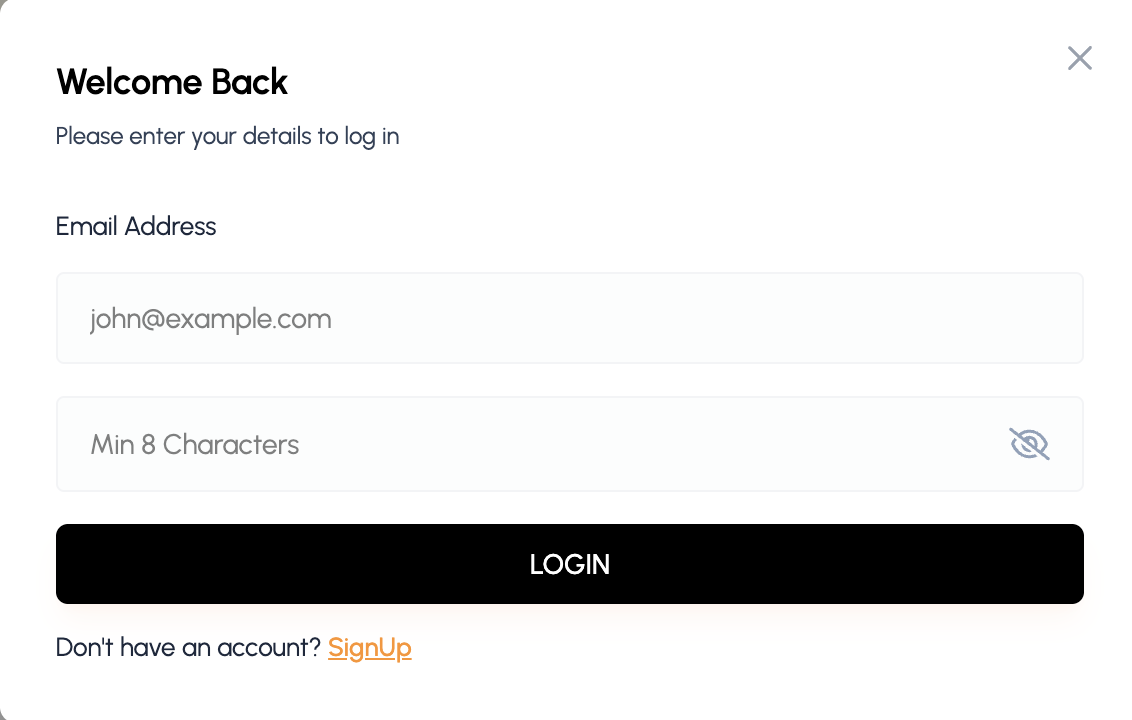 Welcome Back
Please enter your details to log in
Email Address
john@example.com
Min 8 Characters
LOGIN
Don't have an account? SignUp